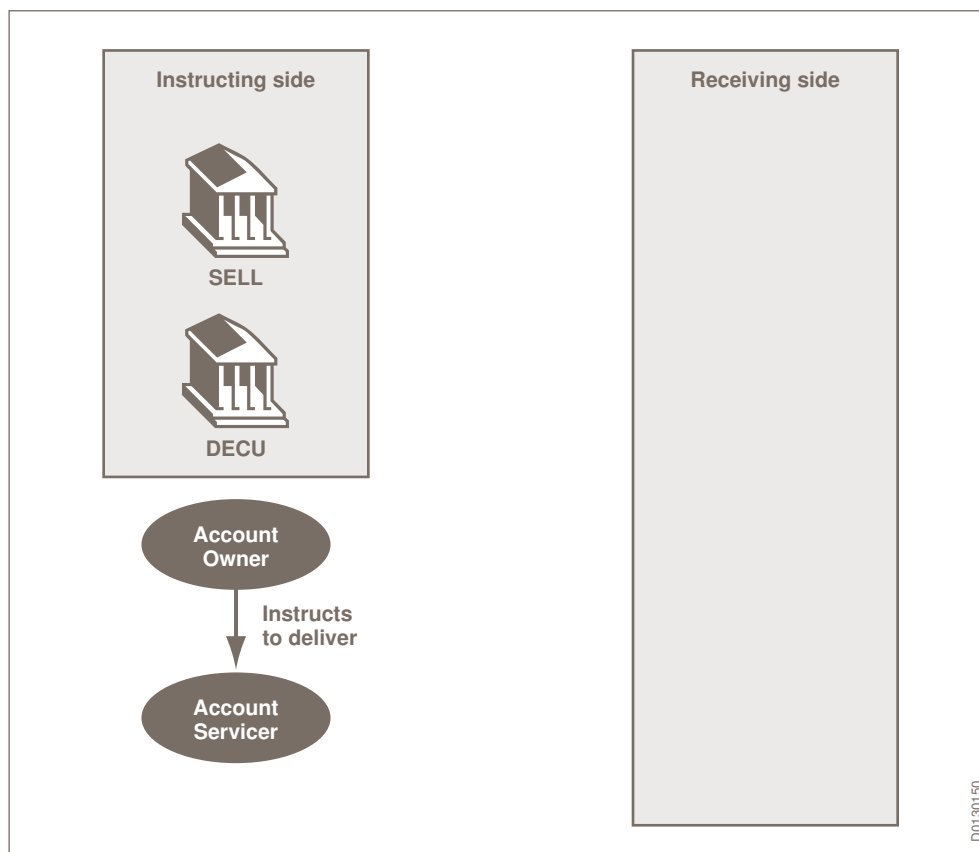 Instructing side
Receiving side
SELL
DECU
Account
Owner
Instructs
to deliver
Account
Servicer
D0130150